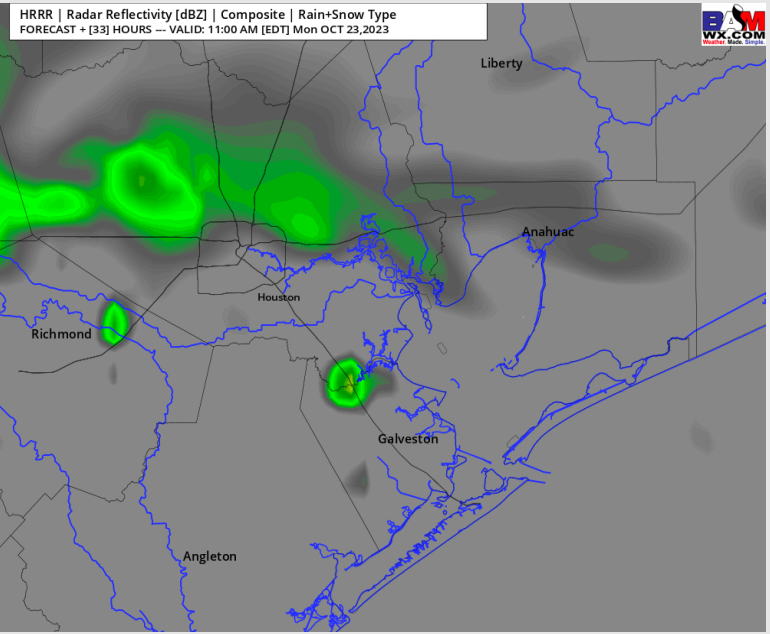 HRRR | Radar Reflectivity [dBZ] | Composite | Rain+Snow Type
FORECAST + [33] HOURS --- VALID: 11:00 AM [EDT] Mon OCT 23,2023
BAM
WX.COM
Weather. Made. Simple.
Liberty
Anahuac
Houston
Richmond
Galveston
Angleton